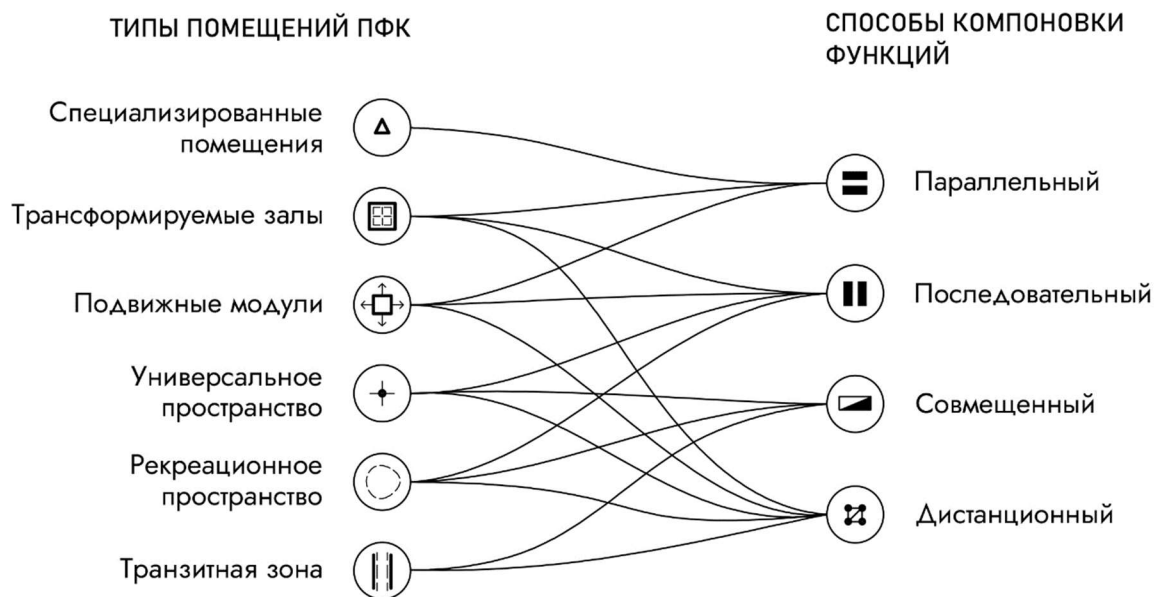 ТИПЫ ПОМЕЩЕНИЙ ПФК
Специализированные
помещения
Трансформируемые залы
Подвижные модули
Универсальное
пространство
Рекреационное
пространство
Транзитная зона
СПОСОБЫ КОМПОНОВКИ
ФУНКЦИЙ
Параллельный
Последовательный
Совмещенный
Дистанционный